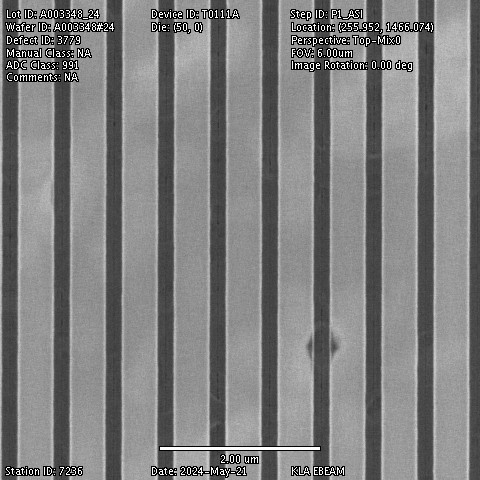 Lot ID: A003348_24
Wafer ID: A003348#24
Defect ID: 3779
Manual Class: NA
ADC Class: 991
Comments: NA
Device ID: T0111A
Die: (50, 0)
Step ID: P1_ASI
Location: (255.952, 1466.074)
Perspective: Top-Mix0
FOV: 6.00um
Image Rotation: 0.00 deg
2.00 um
Station ID: 7236
Date: 2024-May-21
KLA EBEAM